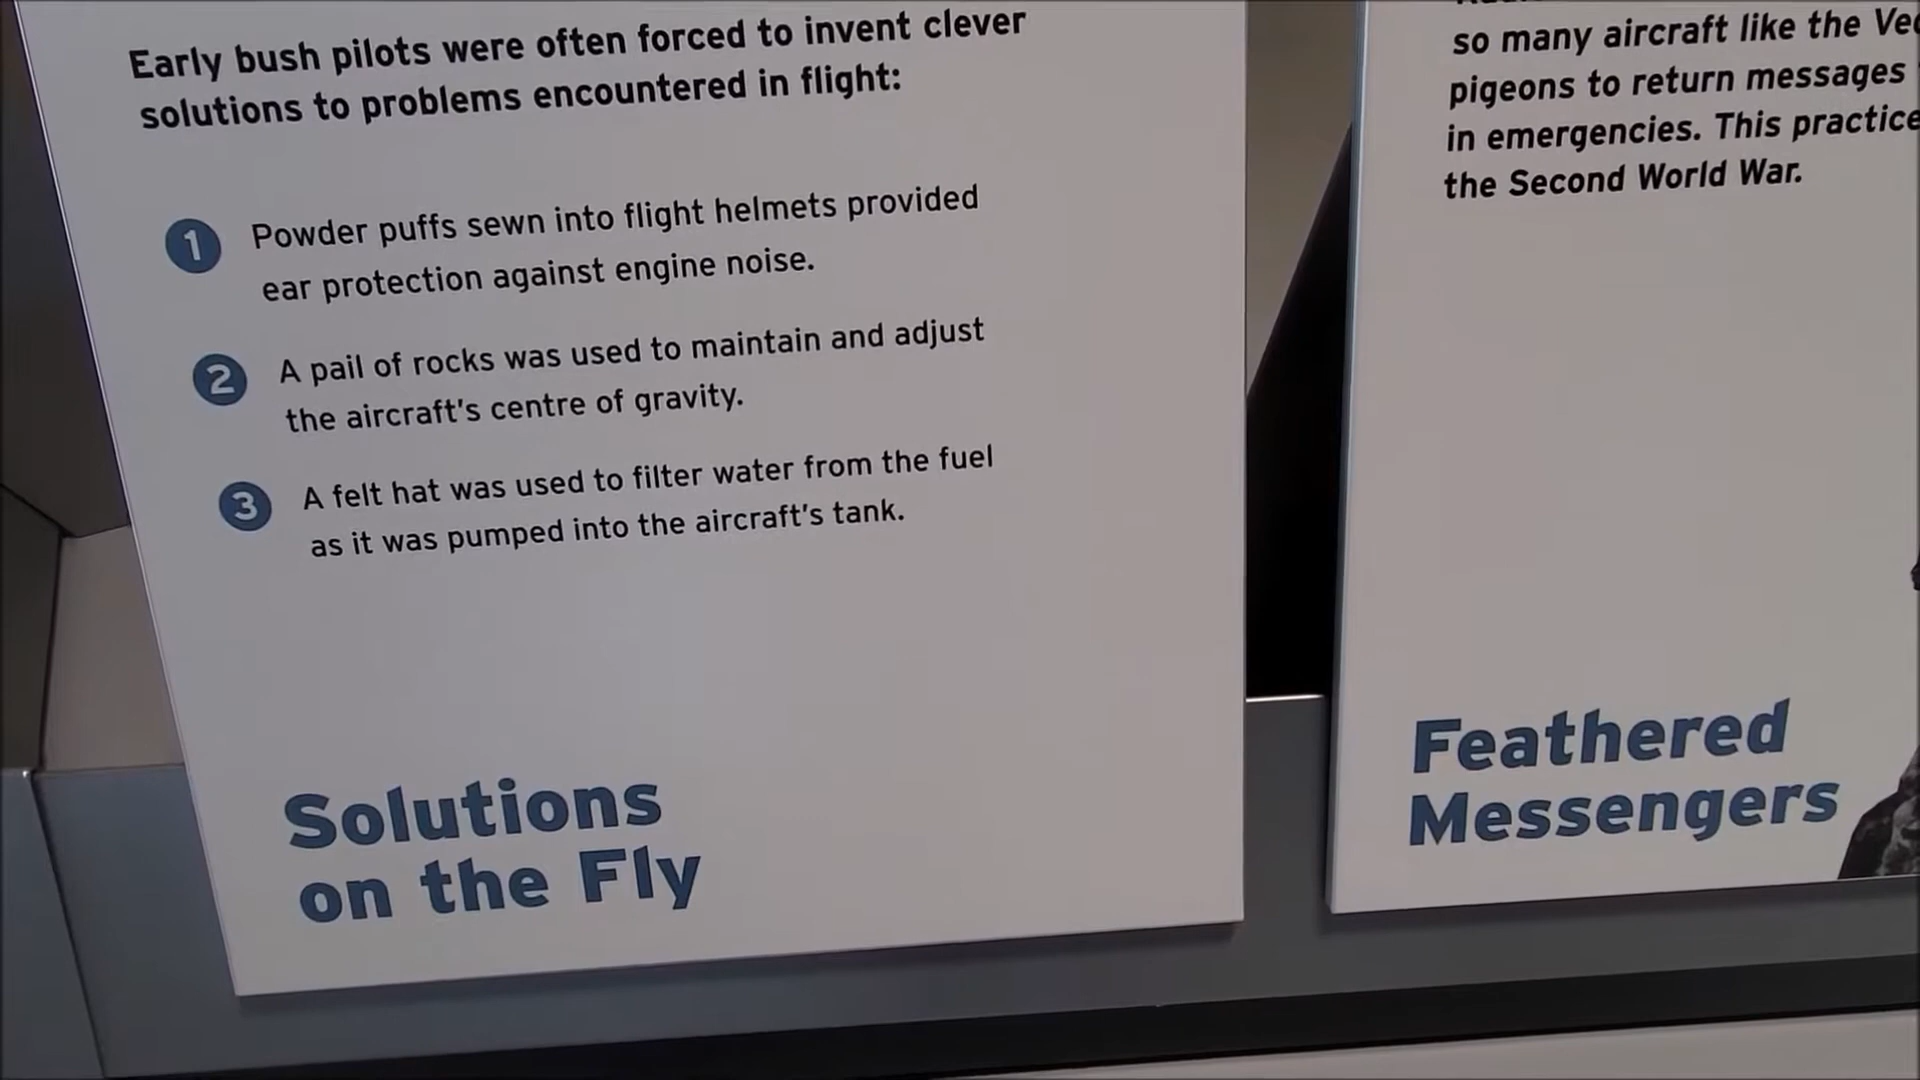 Early bush pilots were often forced to invent clever
solutions to problems encountered in flight:
1 Powder puffs sewn into flight helmets provided
ear protection against engine noise.
2 A pail of rocks was used to maintain and adjust
the aircraft's centre of gravity.
3 A felt hat was used to filter water from the fuel
as it was pumped into the aircraft's tank.
Solutions
on the Fly
so many aircraft like the
pigeons to return messages
in emergencies. This practice
the Second World War.
Feathered
Messengers